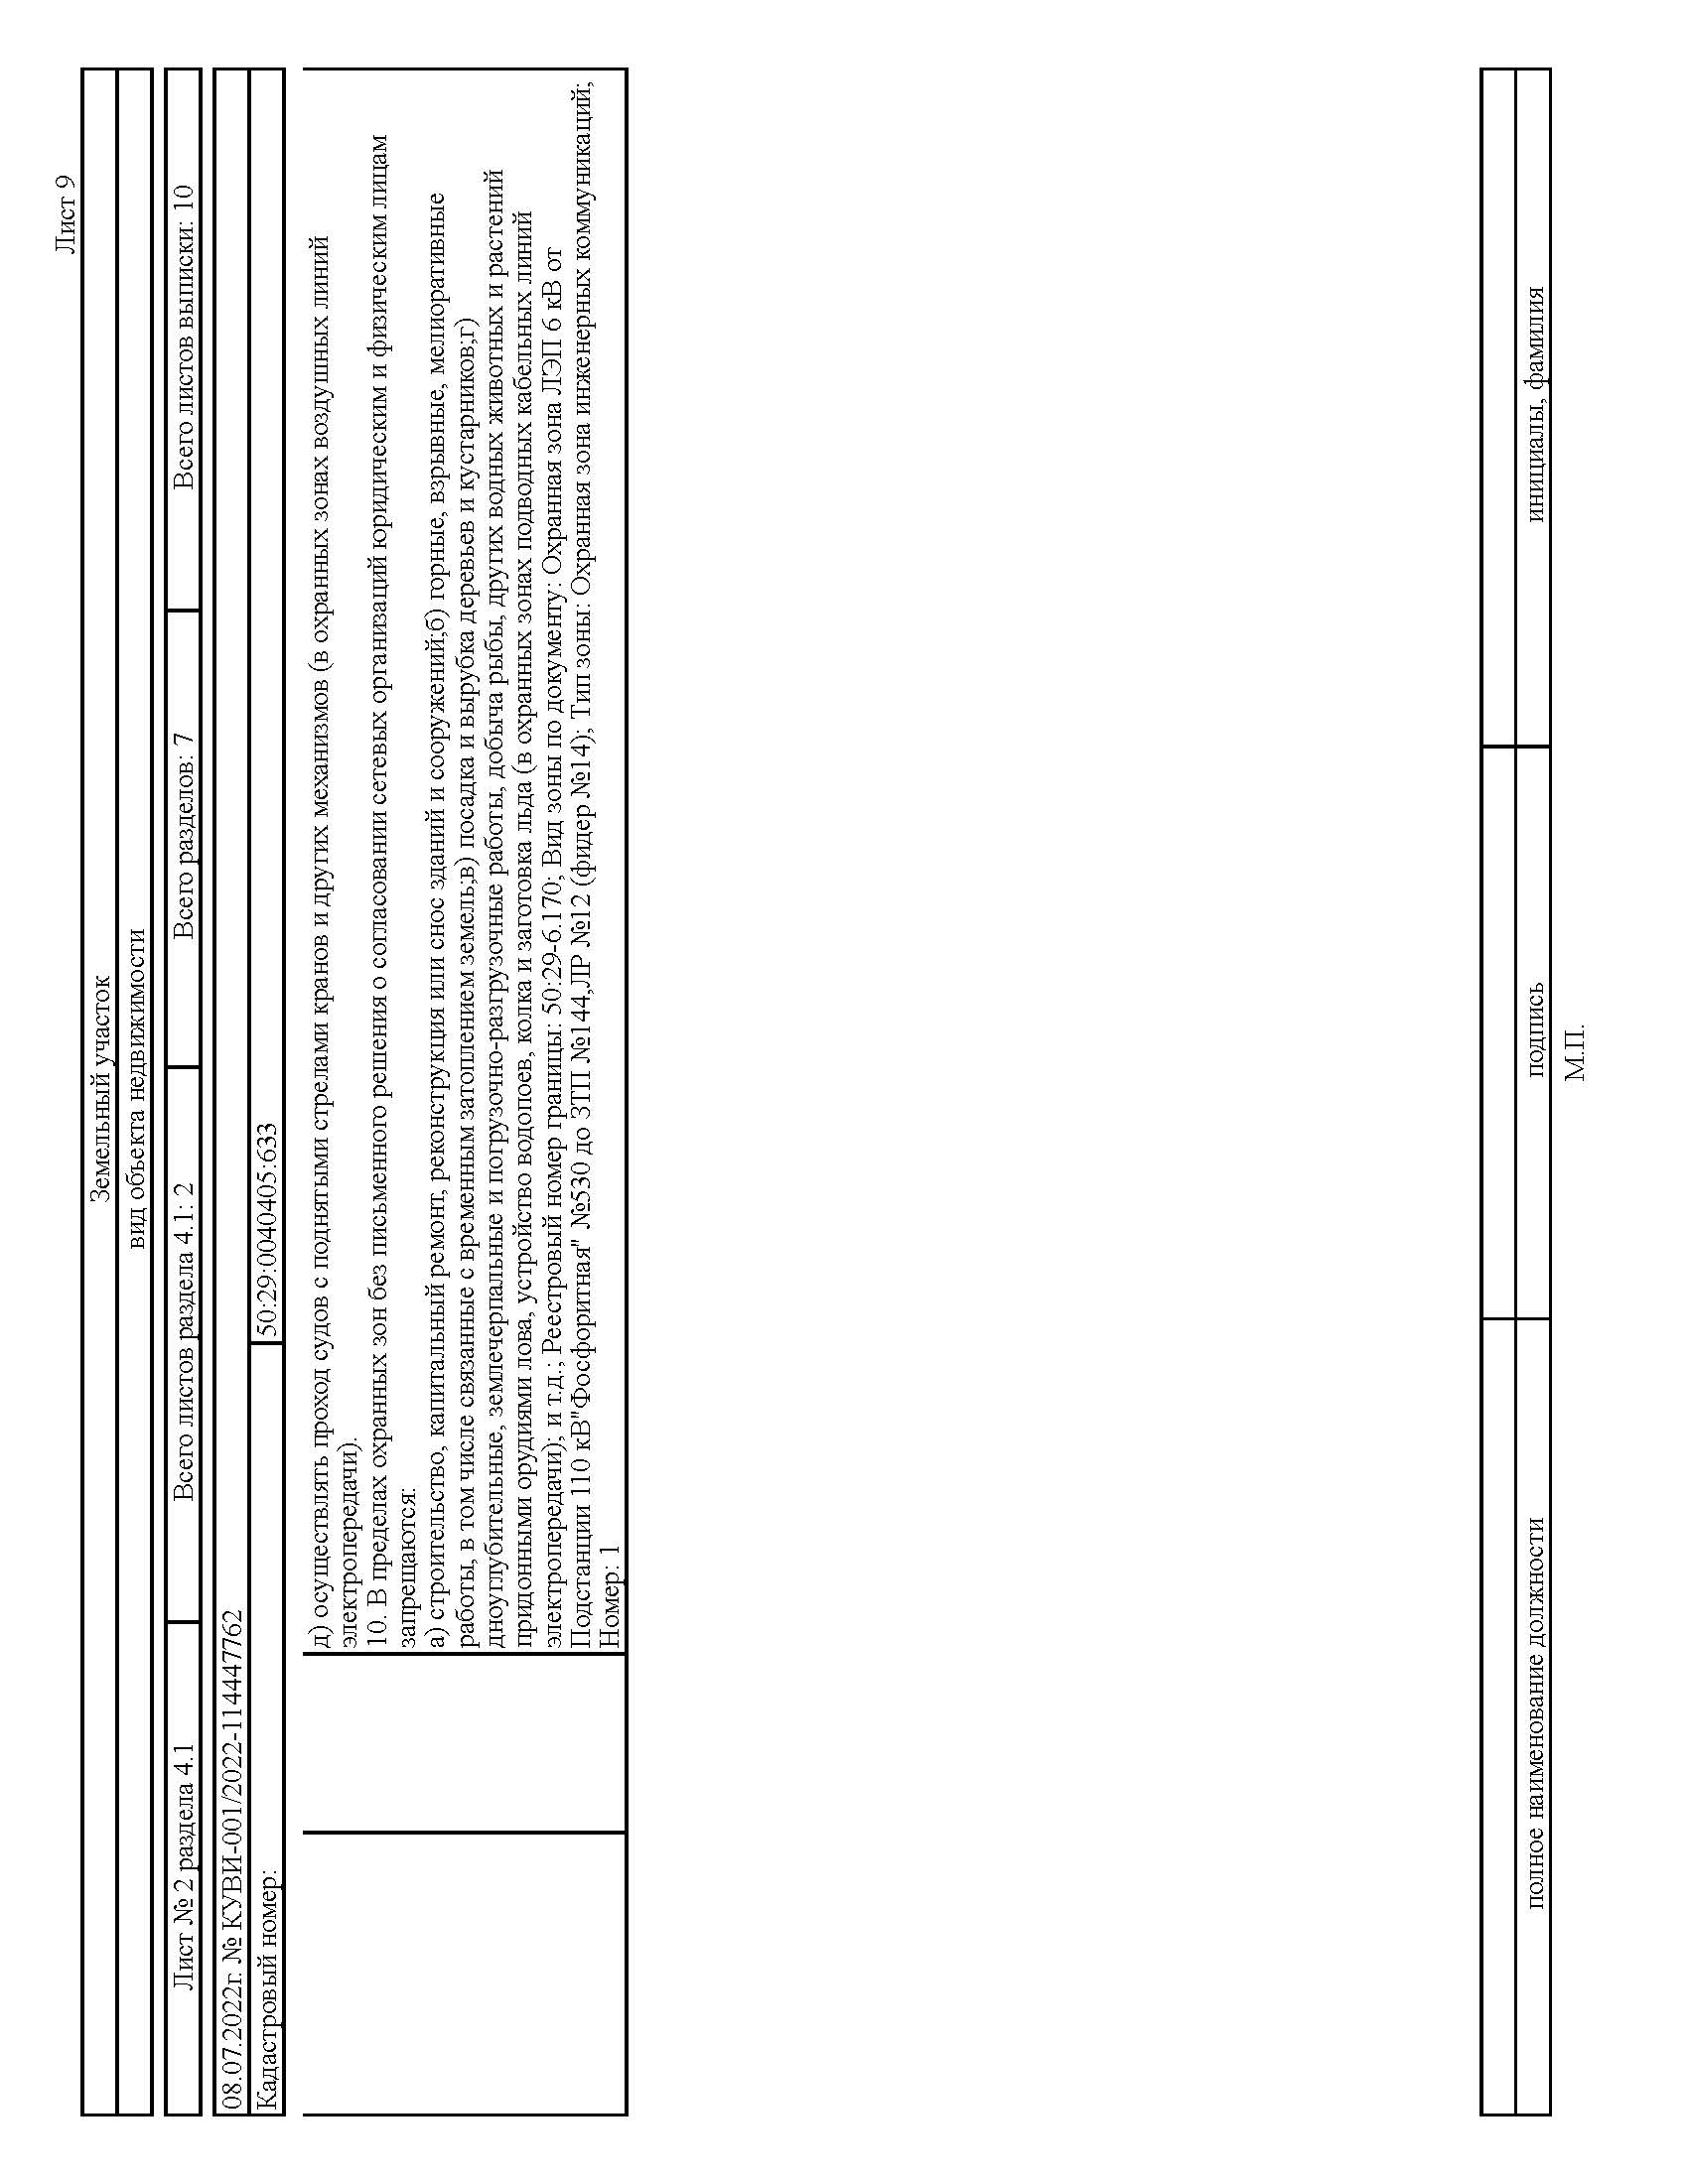 Лист 9
Земельный участок
вид объекта недвижимости
Лист № 2 раздела 4.1
Всего листов раздела 4.1: 2
Всего разделов: 7
Всего листов выписки: 10
08.07.2022г. № КУВИ-001/2022-114447762
Кадастровый номер:
50:29:0040405:633
д) осуществлять проход судов с поднятыми стрелами кранов и других механизмов (в охранных зонах воздушных линий
электропередачи).
10. В пределах охранных зон без письменного решения о согласовании сетевых организаций юридическим и физическим лицам
запрещаются:
а) строительство, капитальный ремонт, реконструкция или снос зданий и сооружений;б) горные, взрывные, мелиоративные
работы, в том числе связанные с временным затоплением земель;в) посадка и вырубка деревьев и кустарников;г)
дноуглубительные, землечерпальные и погрузочно-разгрузочные работы, добыча рыбы, других водных животных и растений
придонными орудиями лова, устройство водопоев, колка и заготовка льда (в охранных зонах подводных кабельных линий
электропередачи); и т.д.; Реестровый номер границы: 50:29-6.170; Вид зоны по документу: Охранная зона ЛЭП 6 кВ от
Подстанции 110 кВ"Фосфоритная" №530 до ЗТП №144,ЛР №12 (фидер №14); Тип зоны: Охранная зона инженерных коммуникаций;
Номер: 1
полное наименование должности
подпись
инициалы, фамилия
М.П.